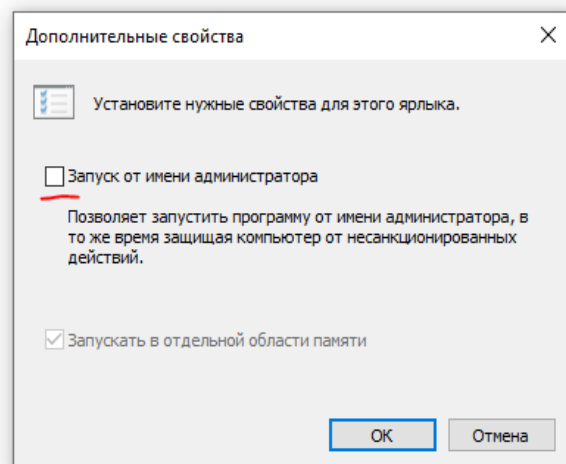 Дополнительные свойства
Установите нужные свойства для этого ярлыка.
Запуск от имени администратора
Позволяет запустить программу от имени администратора, в
то же время защищая компьютер от несанкционированных
действий.
Запускать в отдельной области памяти
ОК
Отмена